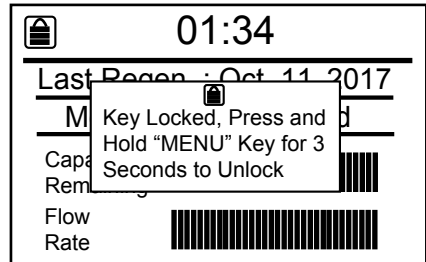 01:34
Last Regen. : Oct. 11, 2017
Key Locked, Press and
Hold “MENU” Key for 3
Seconds to Unlock
Flow
Rate